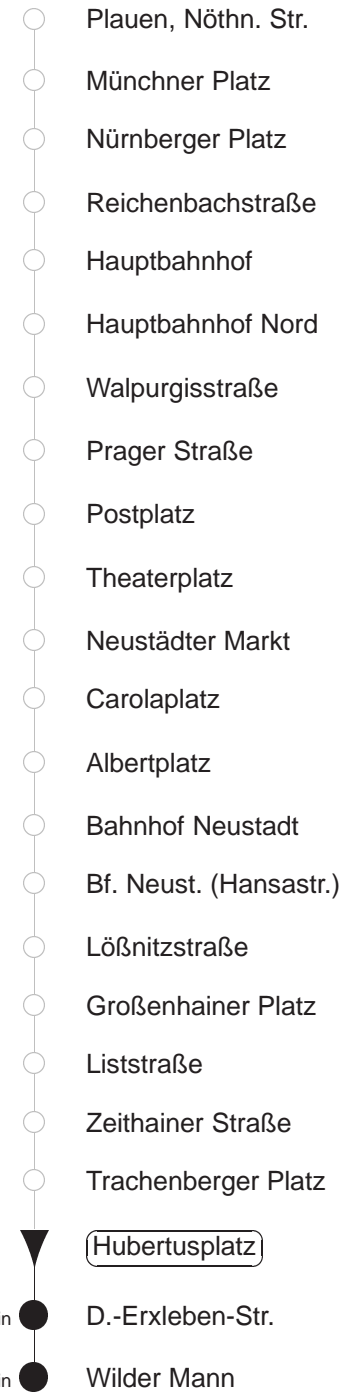 Plauen, Nöthn. Str.
Münchner Platz
Nürnberger Platz
Reichenbachstraße
Hauptbahnhof
Hauptbahnhof Nord
Walpurgisstraße
Prager Straße
Postplatz
Theaterplatz
Neustädter Markt
Carolaplatz
Albertplatz
Bahnhof Neustadt
Bf. Neust. (Hansastr.)
Lößnitzstraße
Großenhainer Platz
Liststraße
Zeithainer Straße
Trachenberger Platz
Hubertusplatz
D.-Erxleben-Str.
Wilder Mann